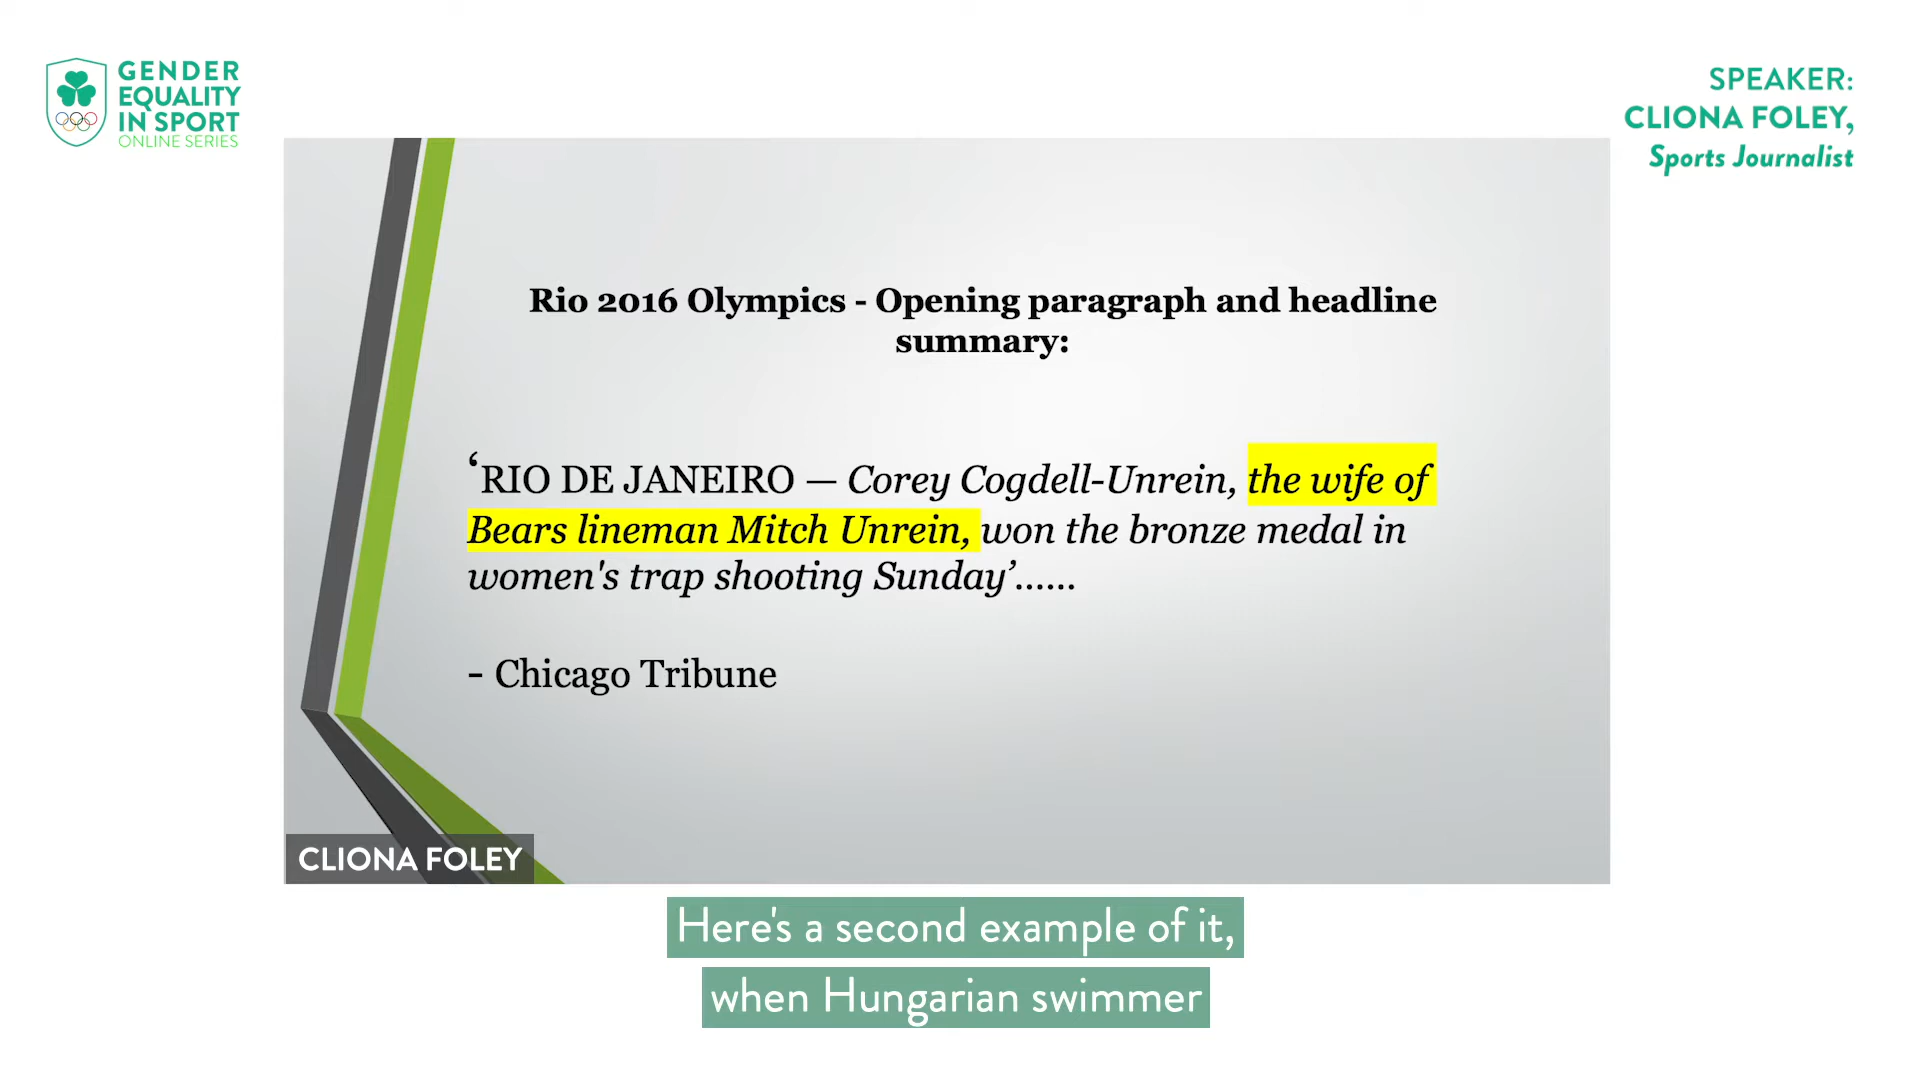 GENDER
EQUALITY
IN SPORT
ONLINE SERIES
SPEAKER:
CLIONA FOLEY,
Sports Journalist
Rio 2016 Olympics - Opening paragraph and headline
summary:
‘RIO DE JANEIRO — Corey Cogdell-Unrein, the wife of
Bears lineman Mitch Unrein, won the bronze medal in
women's trap shooting Sunday’......
- Chicago Tribune
CLIONA FOLEY
Here's a second example of it,
when Hungarian swimmer